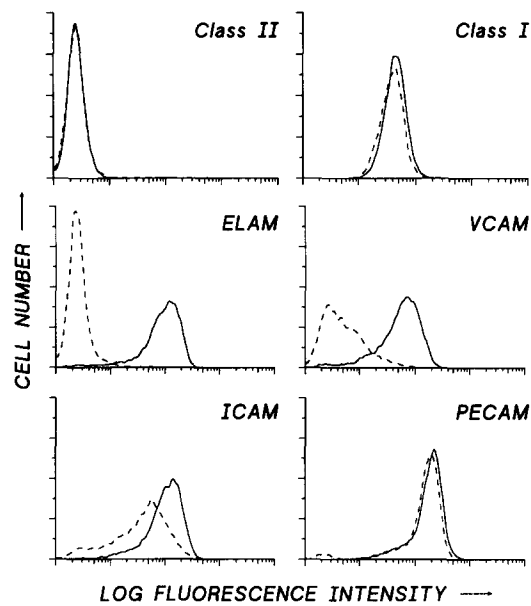 Class II
Class I
ELAM
VCAM
ICAM
PECAM
CELL NUMBER
LOG FLUORESCENCE INTENSITY